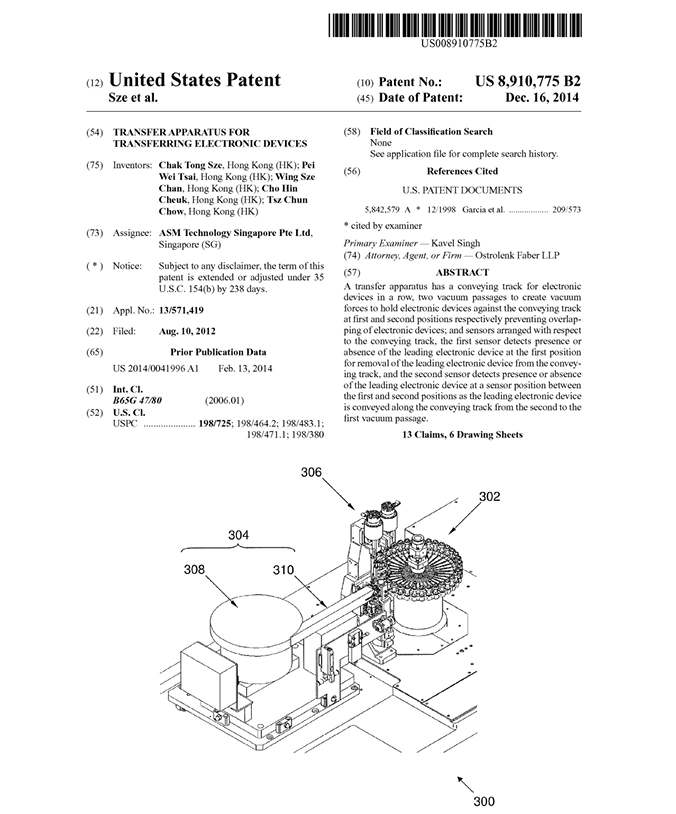 US008910775B2
(12) United States Patent
Sze et al.
(10) Patent No.: US 8,910,775 B2
(45) Date of Patent: Dec. 16, 2014
(54) TRANSFER APPARATUS FOR
TRANSFERRING ELECTRONIC DEVICES
(75) Inventors: Chak Tong Sze, Hong Kong (HK); Pei
Wei Tsai, Hong Kong (HK); Wing Sze
Chan, Hong Kong (HK); Cho Hin
Cheuk, Hong Kong (HK); Tsz Chun
Chow, Hong Kong (HK)
(73) Assignee: ASM Technology Singapore Pte Ltd,
Singapore (SG)
( * ) Notice: Subject to any disclaimer, the term of this
patent is extended or adjusted under 35
U.S.C. 154(b) by 238 days.
(21) Appl. No.: 13/571,419
(22) Filed: Aug. 10, 2012
(65) Prior Publication Data
US 2014/0041996 A1 Feb. 13, 2014
(51) Int. Cl.
B65G 47/80 (2006.01)
(52) U.S. Cl.
USPC ..................... 198/725; 198/464.2; 198/483.1;
198/471.1; 198/380
(58) Field of Classification Search
None
See application file for complete search history.
(56) References Cited
U.S. PATENT DOCUMENTS
5,842,579 A * 12/1998 Garcia et al. ................. 209/573
* cited by examiner
Primary Examiner — Kavel Singh
(74) Attorney, Agent, or Firm — Ostrolenk Faber LLP
(57) ABSTRACT
A transfer apparatus has a conveying track for electronic
devices in a row, two vacuum passages to create vacuum
forces to hold electronic devices against the conveying track
at first and second positions respectively preventing overlap-
ping of electronic devices; and sensors arranged with respect
to the conveying track, the first sensor detects presence or
absence of the leading electronic device at the first position
for removal of the leading electronic device from the convey-
ing track, and the second sensor detects presence or absence
of the leading electronic device at a sensor position between
the first and second positions as the leading electronic device
is conveyed along the conveying track from the second to the
first vacuum passage.
13 Claims, 6 Drawing Sheets
306
302
304
308
310
300